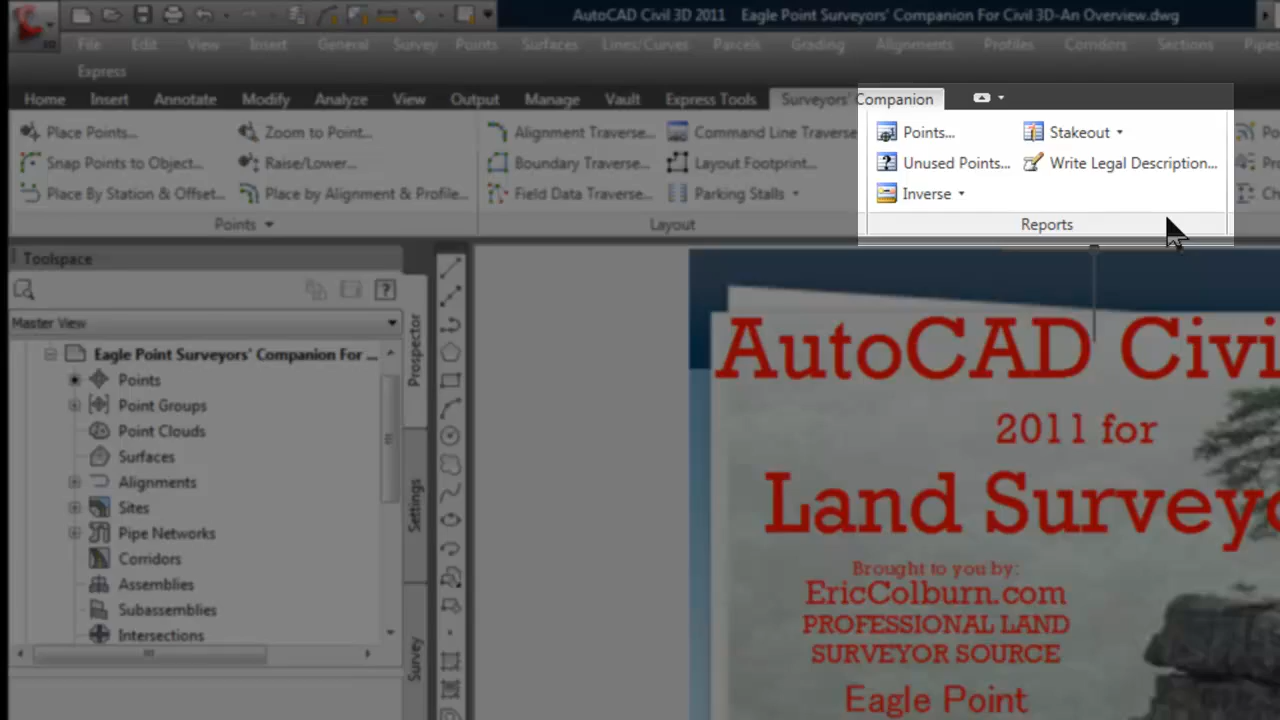 AutoCAD Civil 3D 2011 Eagle Point Surveyors' Companion For Civil 3D-An Overview.dwg
File Edit View Insert General Survey Points Surfaces Lines/Curves Parcels Grading Alignments Profiles Corridors Sections Pipes
Express
Home Insert Annotate Modify Analyze View Output Manage Vault Express Tools Surveyors' Companion
Place Points... Zoom to Point... Alignment Traverse... Command Line Traverse Points... Stakeout
Snap Points to Object... Raise/Lower... Boundary Traverse... Layout Footprint... Unused Points... Write Legal Description...
Place By Station & Offset... Place by Alignment & Profile... Field Data Traverse... Parking Stalls Inverse
Points Layout Reports
Toolspace
Master View
Prospector
Settings
Survey
Eagle Point Surveyors' Companion For ...
Points
Point Groups
Point Clouds
Surfaces
Alignments
Sites
Pipe Networks
Corridors
Assemblies
Subassemblies
Intersections
AutoCAD Civi
2011 for
Land Surveyo
Brought to you by:
EricColburn.com
PROFESSIONAL LAND
SURVEYOR SOURCE
Eagle Point